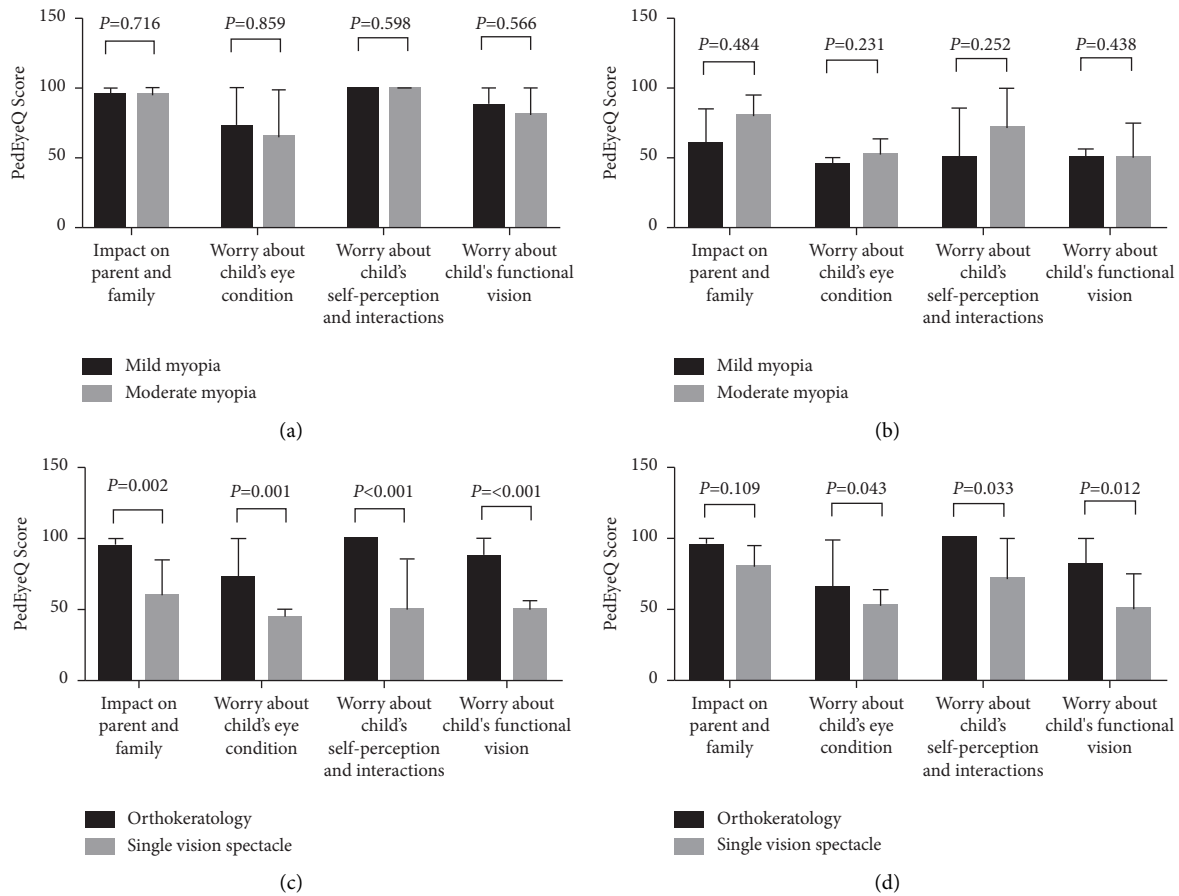 150
100
50
0
PedEyeQ Score
P=0.716
P=0.859
P=0.598
P=0.566
Impact on
parent and
family
Worry about
child’s eye
condition
Worry about
child’s
self-perception
and interactions
Worry about
child's functional
vision
Mild myopia
Moderate myopia
(a)
150
100
50
0
PedEyeQ Score
P=0.484
P=0.231
P=0.252
P=0.438
Impact on
parent and
family
Worry about
child’s eye
condition
Worry about
child’s
self-perception
and interactions
Worry about
child's functional
vision
Mild myopia
Moderate myopia
(b)
150
100
50
0
PedEyeQ Score
P=0.002
P=0.001
P<0.001
P=<0.001
Impact on
parent and
family
Worry about
child’s eye
condition
Worry about
child’s
self-perception
and interactions
Worry about
child's functional
vision
Orthokeratology
Single vision spectacle
(c)
150
100
50
0
PedEyeQ Score
P=0.109
P=0.043
P=0.033
P=0.012
Impact on
parent and
family
Worry about
child’s eye
condition
Worry about
child’s
self-perception
and interactions
Worry about
child's functional
vision
Orthokeratology
Single vision spectacle
(d)